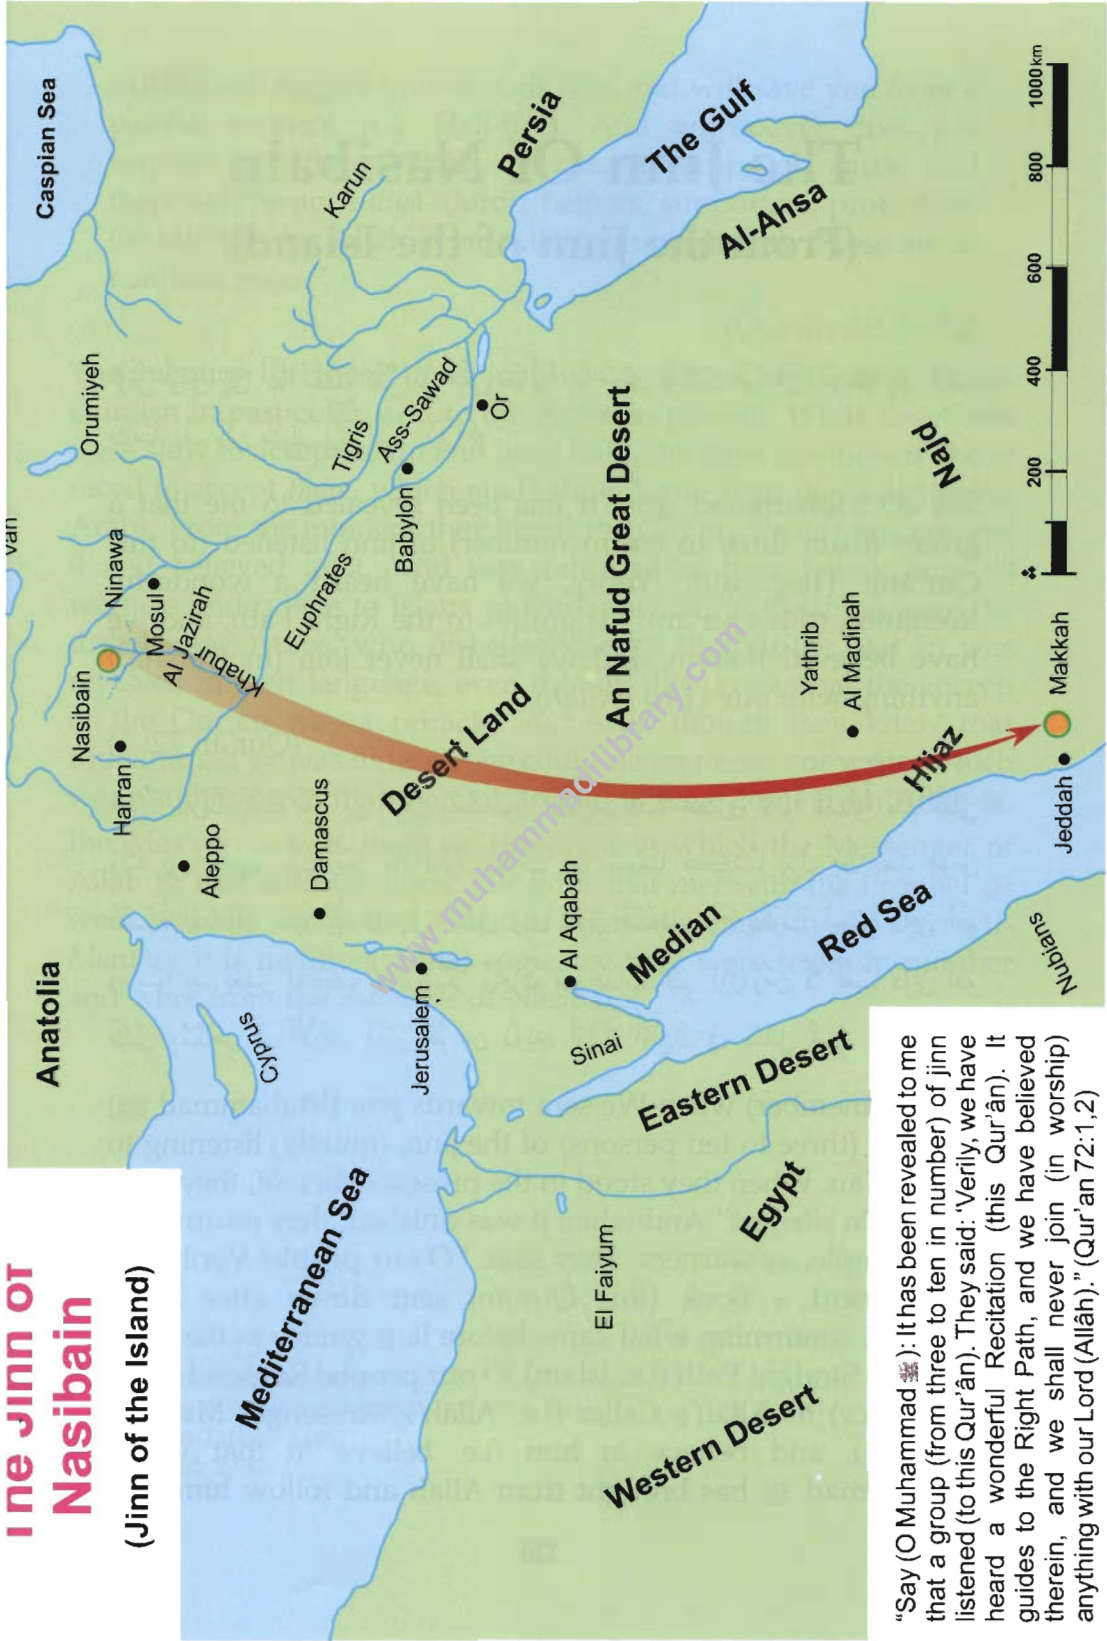 The Jinn of
Nasibain
(Jinn of the Island)
Anatolia
Van
Caspian Sea
Orumiyeh
Nasibain
Ninawa
Harran
Mosul
Al Jazirah
Khabur
Aleppo
Cyprus
Mediterranean Sea
Damascus
Euphrates
Tigris
Karun
Ass-Sawad
Babylon
Or
Persia
Desert Land
Jerusalem
The Gulf
Al-Ahsa
Al Aqabah
Sinai
An Nafud Great Desert
El Faiyum
Median
Eastern Desert
Western Desert
Egypt
Red Sea
Yathrib
Al Madinah
Hijaz
Najd
Nubians
Jeddah
Makkah
200
400
600
800
1000km
"Say (O Muhammad ﷺ): It has been revealed to me
that a group (from three to ten in number) of jinn
listened (to this Qur'ân). They said: 'Verily, we have
heard a wonderful Recitation (this Qur'ân). It
guides to the Right Path, and we have believed
therein, and we shall never join (in worship)
anything with our Lord (Allâh)." (Qur'an 72:1,2)
www.muhammadilibrary.com